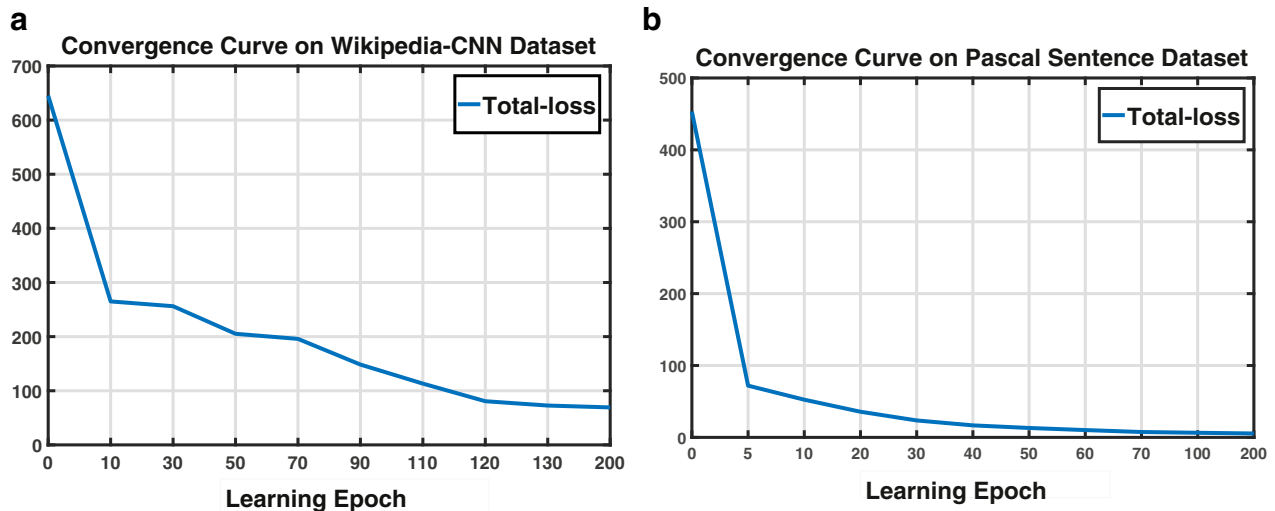 a
Convergence Curve on Wikipedia-CNN Dataset
700
600
500
400
300
200
100
0
Total-loss
0 10 30 50 70 90 110 120 130 200
Learning Epoch
b
Convergence Curve on Pascal Sentence Dataset
500
400
300
200
100
0
Total-loss
0 5 10 20 30 40 50 60 70 100 200
Learning Epoch